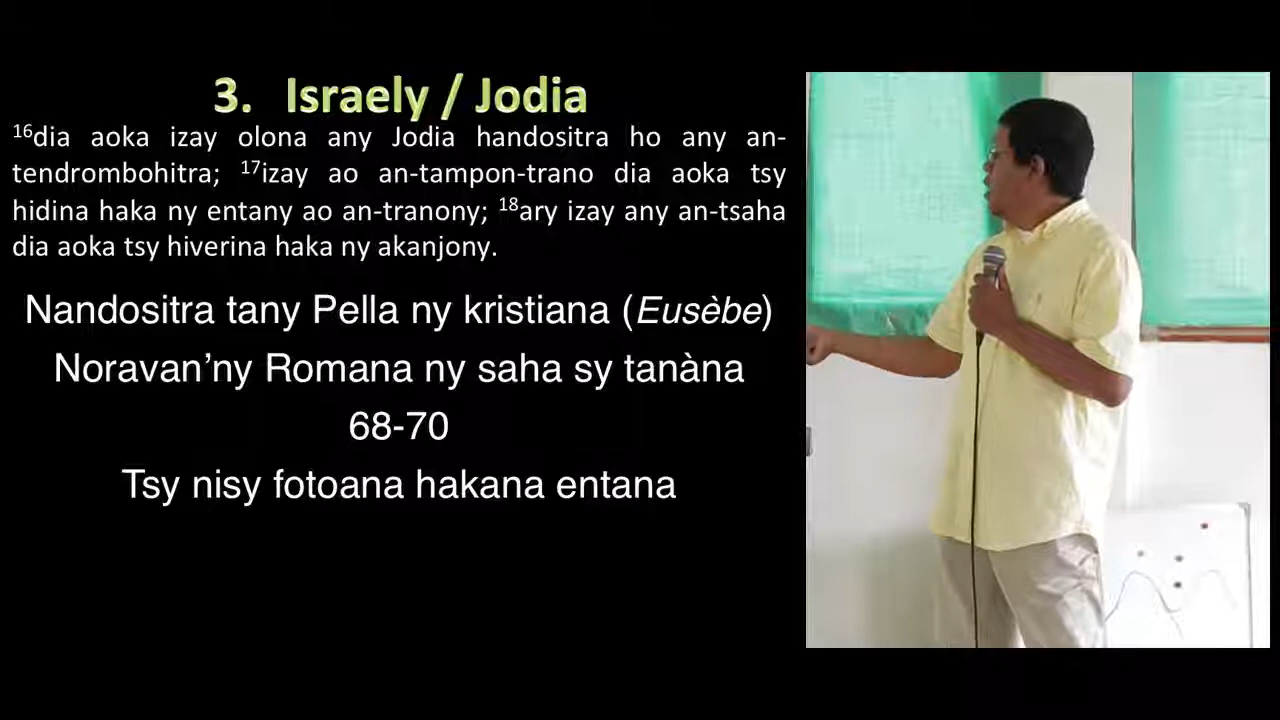 3. Israely / Jodia
¹⁶dia aoka izay olona any Jodia handositra ho any an-
tendrombohitra; ¹⁷izay ao an-tampon-trano dia aoka tsy
hidina haka ny entany ao an-tranony; ¹⁸ary izay any an-tsaha
dia aoka tsy hiverina haka ny akanjony.
Nandositra tany Pella ny kristiana (Eusèbe)
Noravan’ny Romana ny saha sy tanàna
68-70
Tsy nisy fotoana hakana entana